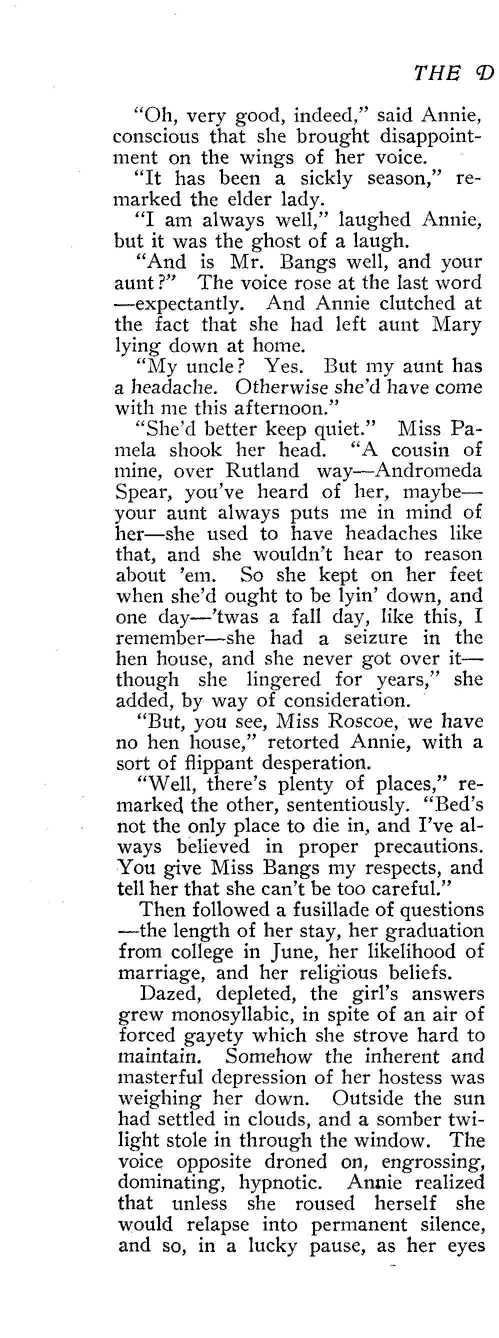 THE D
“Oh, very good, indeed,” said Annie,
conscious that she brought disappoint-
ment on the wings of her voice.
“It has been a sickly season,” re-
marked the elder lady.
“I am always well,” laughed Annie,
but it was the ghost of a laugh.
“And is Mr. Bangs well, and your
aunt?” The voice rose at the last word
—expectantly. And Annie clutched at
the fact that she had left aunt Mary
lying down at home.
“My uncle? Yes. But my aunt has
a headache. Otherwise she’d have come
with me this afternoon.”
“She’d better keep quiet.” Miss Pa-
mela shook her head. “A cousin of
mine, over Rutland way—Andromeda
Spear, you’ve heard of her, maybe—
your aunt always puts me in mind of
her—she used to have headaches like
that, and she wouldn’t hear to reason
about ’em. So she kept on her feet
when she’d ought to be lyin’ down, and
one day—’twas a fall day, like this, I
remember—she had a seizure in the
hen house, and she never got over it—
though she lingered for years,” she
added, by way of consideration.
“But, you see, Miss Roscoe, we have
no hen house,” retorted Annie, with a
sort of flippant desperation.
“Well, there’s plenty of places,” re-
marked the other, sententiously. “Bed’s
not the only place to die in, and I’ve al-
ways believed in proper precautions.
You give Miss Bangs my respects, and
tell her that she can’t be too careful.”
Then followed a fusillade of questions
—the length of her stay, her graduation
from college in June, her likelihood of
marriage, and her religious beliefs.
Dazed, depleted, the girl’s answers
grew monosyllabic, in spite of an air of
forced gayety which she strove hard to
maintain. Somehow the inherent and
masterful depression of her hostess was
weighing her down. Outside the sun
had settled in clouds, and a somber twi-
light stole in through the window. The
voice opposite droned on, engrossing,
dominating, hypnotic. Annie realized
that unless she roused herself she
would relapse into permanent silence,
and so, in a lucky pause, as her eyes